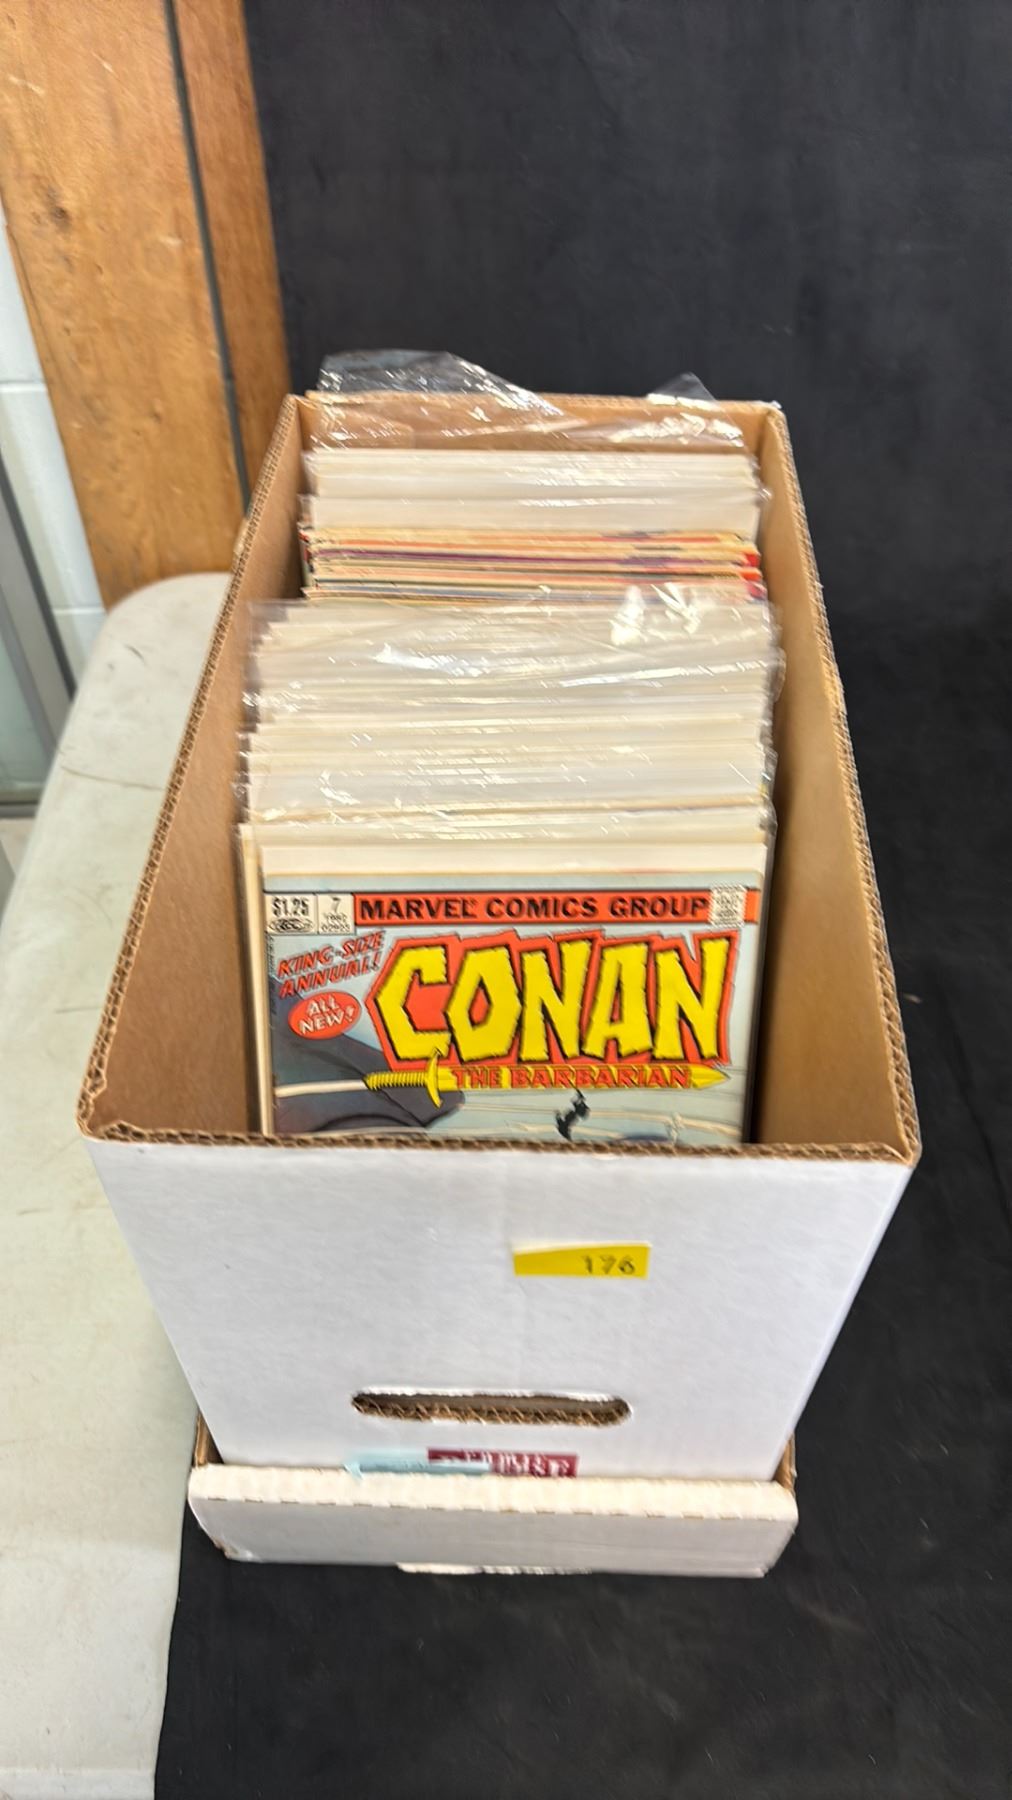 $1.25
7
MARVEL COMICS GROUP
KING-SIZE
ANNUAL!
ALL
NEW!
CONAN
THE BARBARIAN
176